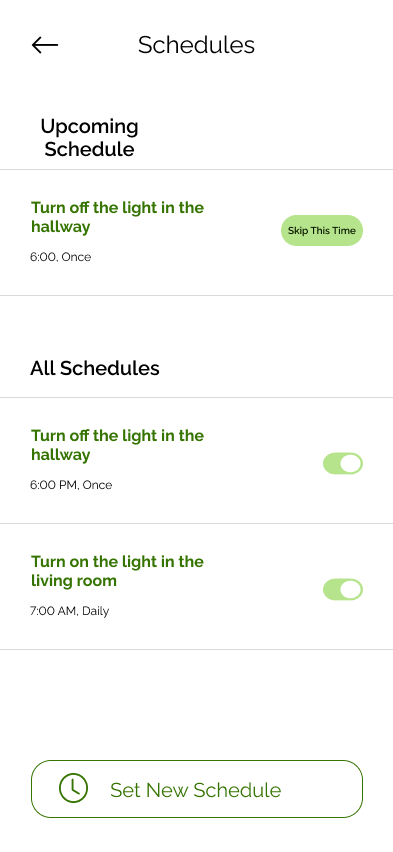 Schedules
Upcoming
Schedule
Turn off the light in the
hallway
Skip This Time
6:00, Once
All Schedules
Turn off the light in the
hallway
6:00 PM, Once
Turn on the light in the
living room
7:00 AM, Daily
Set New Schedule